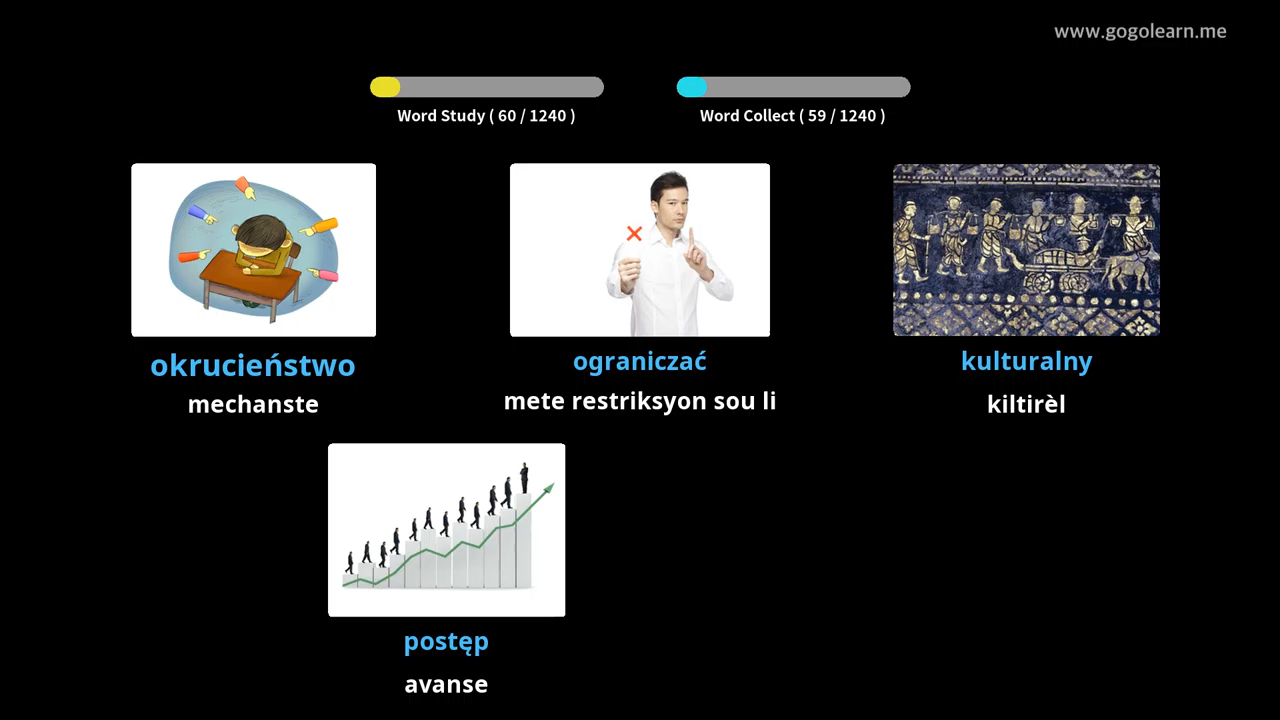 www.gogolearn.me
Word Study ( 60 / 1240 )
Word Collect ( 59 / 1240 )
okrucieństwo
mechanste
ograniczać
mete restriksyon sou li
kulturalny
kiltirèl
postęp
avanse